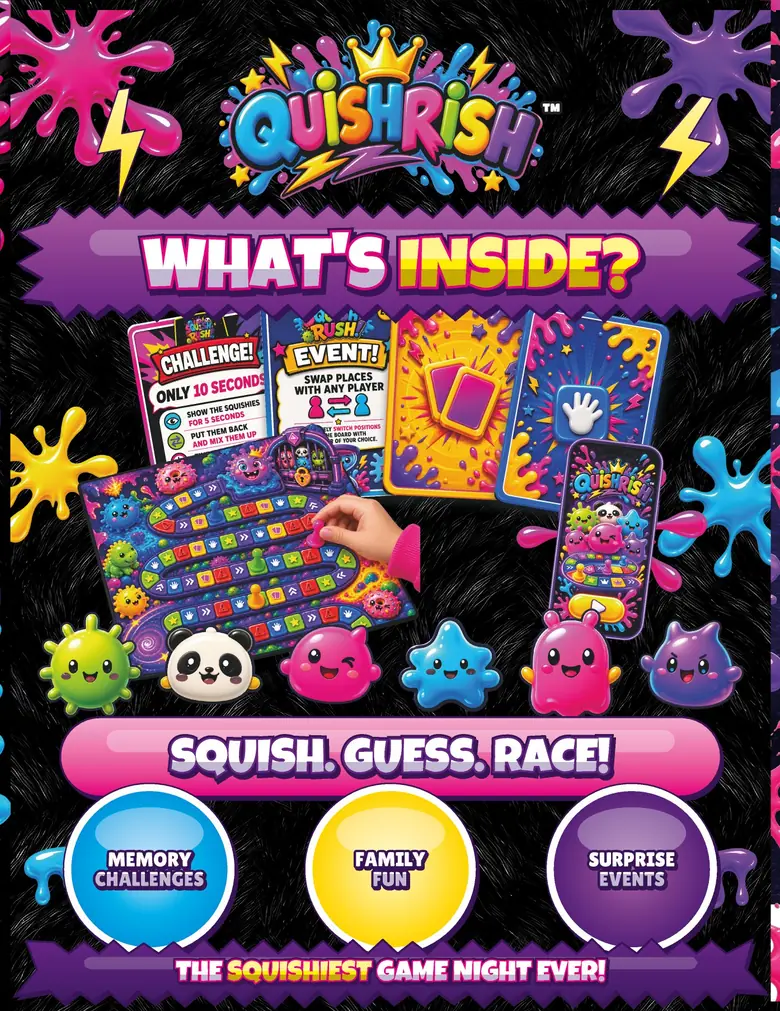 QUISHRISH™
WHAT'S INSIDE?
CHALLENGE!
ONLY 10 SECONDS
SHOW THE SQUISHIES
FOR 5 SECONDS
PUT THEM BACK
AND MIX THEM UP
RUSH
EVENT!
SWAP PLACES
WITH ANY PLAYER
SWITCH POSITIONS
BOARD WITH
OF YOUR CHOICE.
QUISHRISH
SQUISH. GUESS. RACE!
MEMORY
CHALLENGES
FAMILY
FUN
SURPRISE
EVENTS
THE SQUISHIEST GAME NIGHT EVER!